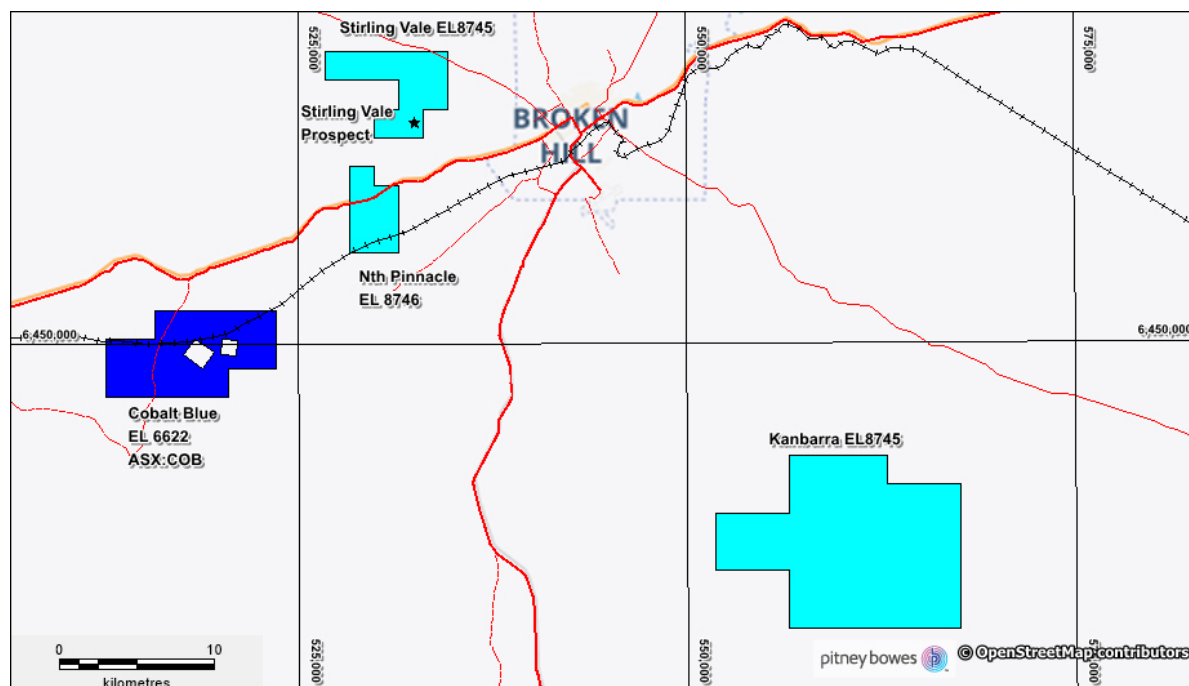 Stirling Vale EL8745
525,000
550,000
575,000
Stirling Vale
Prospect
BROKEN
HILL
Nth Pinnacle
EL 8746
6,450,000
6,450,000
Cobalt Blue
EL 6622
ASX:COB
Kanbarra EL8745
0 10
kilometres
525,000
550,000
575,000
pitney bowes
© OpenStreetMap contributors